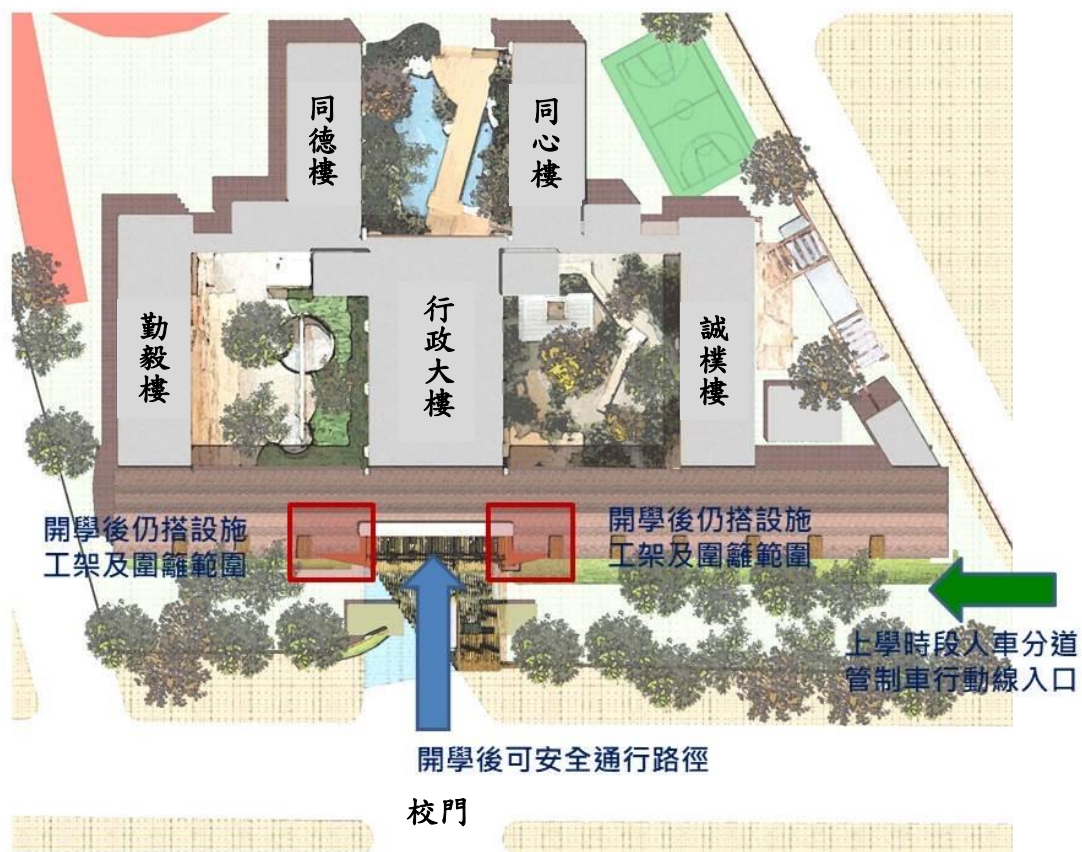 同德樓
同心樓
勤毅樓
行政大樓
誠樸樓
開學後仍搭設施
工架及圍籬範圍
開學後仍搭設施
工架及圍籬範圍
上學時段人車分道
管制車行動線入口
開學後可安全通行路徑
校門